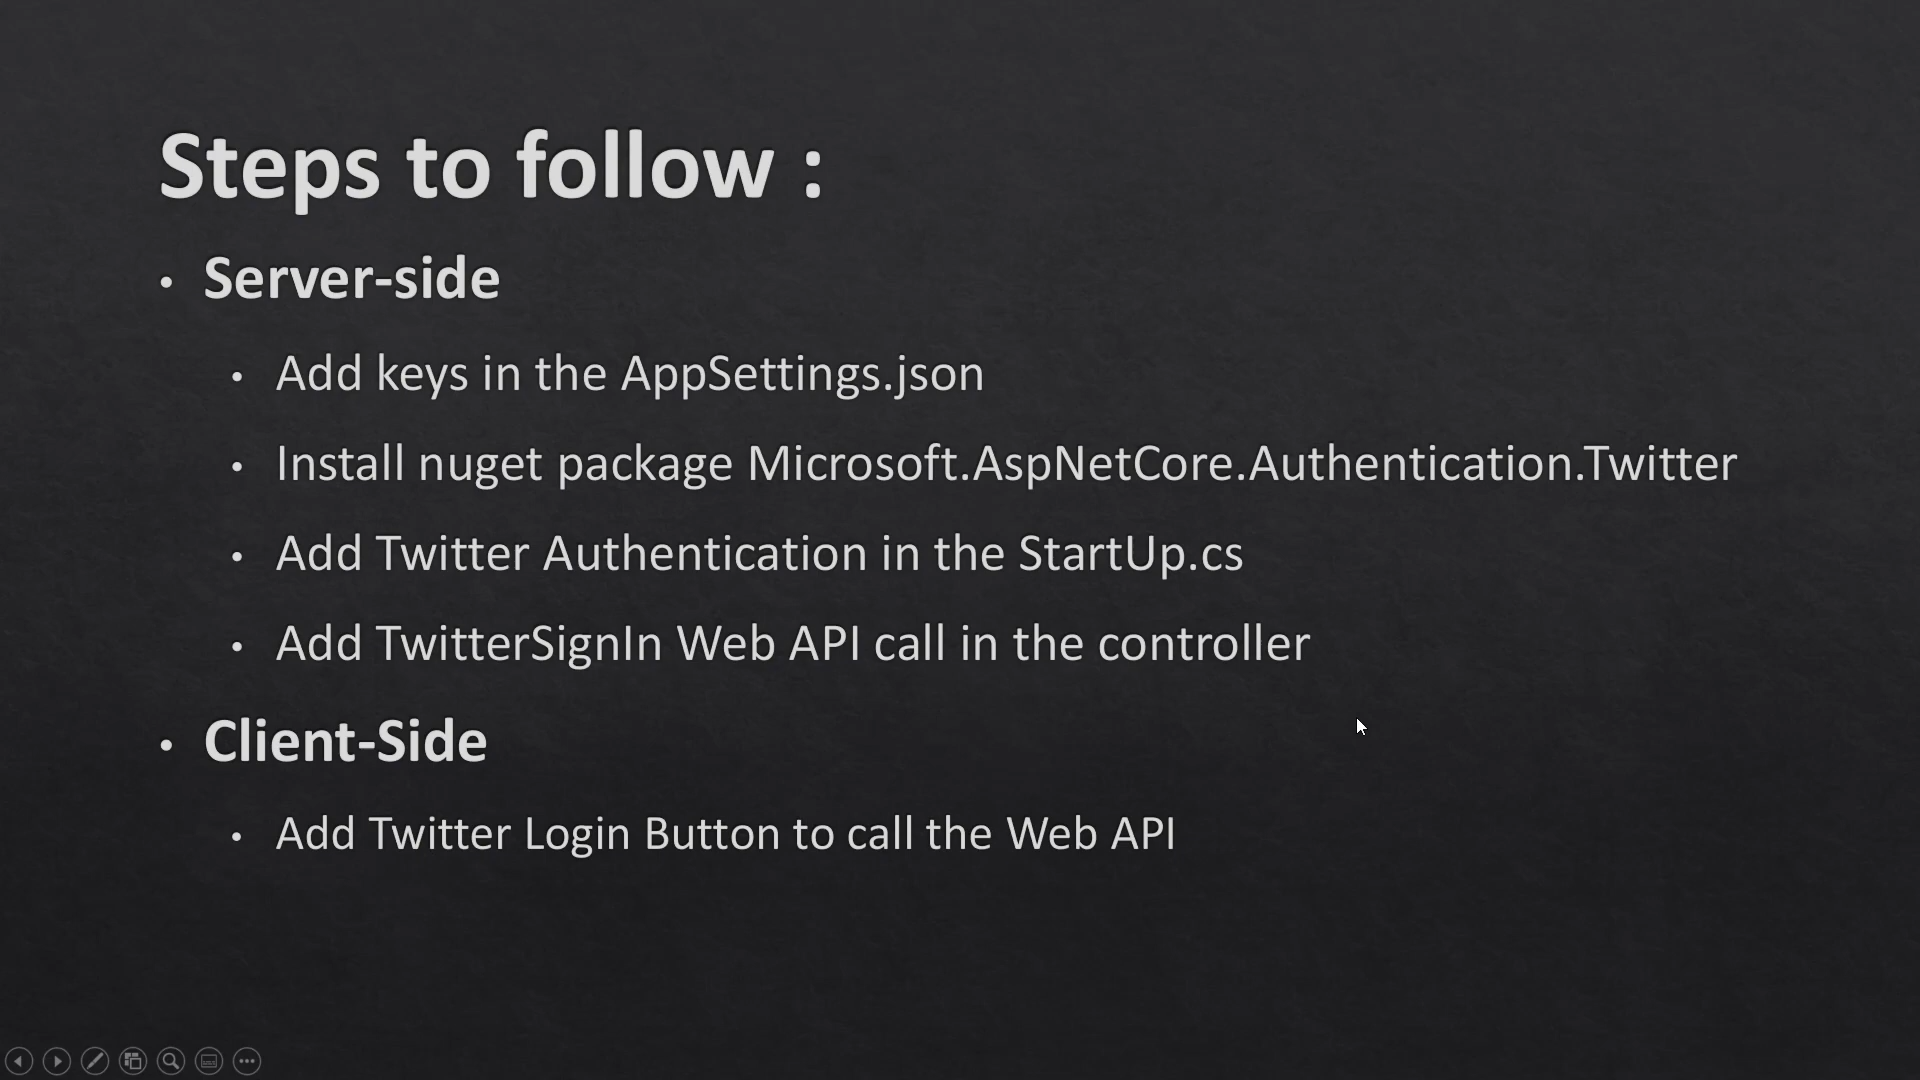 Steps to follow :
• Server-side
• Add keys in the AppSettings.json
• Install nuget package Microsoft.AspNetCore.Authentication.Twitter
• Add Twitter Authentication in the StartUp.cs
• Add TwitterSignIn Web API call in the controller
• Client-Side
• Add Twitter Login Button to call the Web API